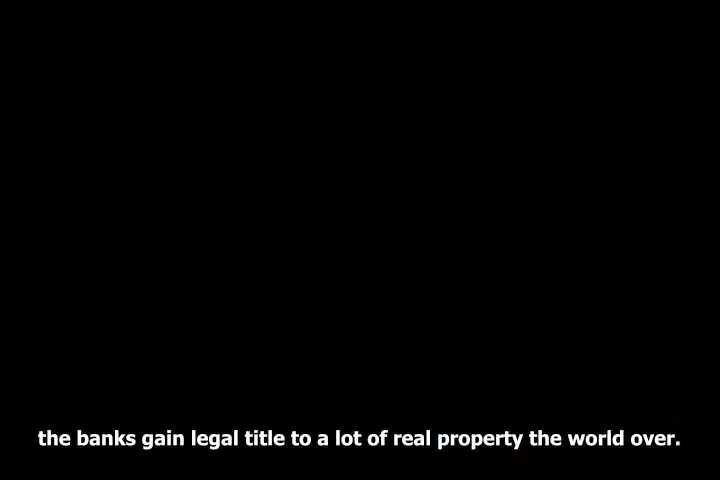 the banks gain legal title to a lot of real property the world over.